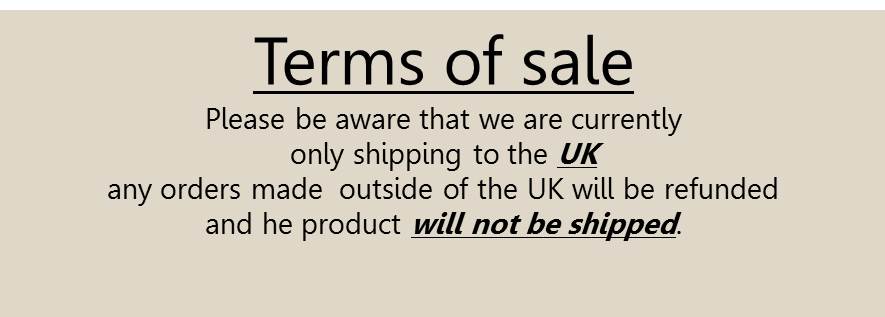 Terms of sale
Please be aware that we are currently
only shipping to the UK
any orders made  outside of the UK will be refunded
and he product will not be shipped.